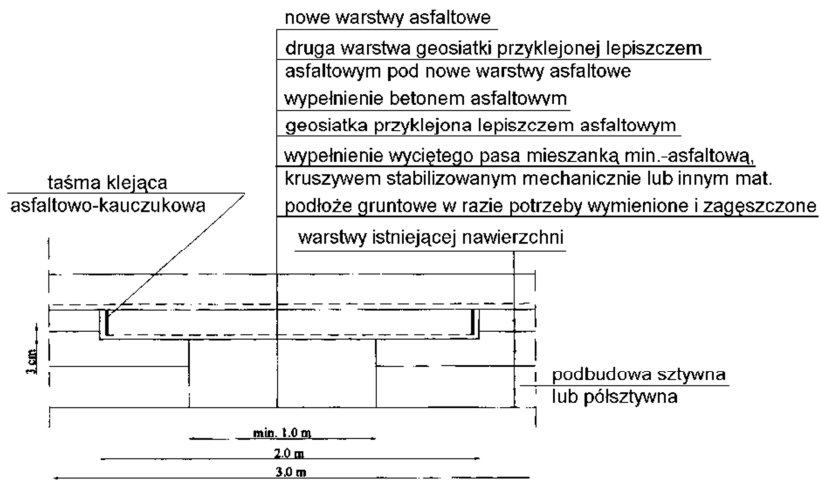 nowe warstwy asfaltowe
druga warstwa geosiatki przyklejonej lepiszczem
asfaltowym pod nowe warstwy asfaltowe
wypełnienie betonem asfaltowym
geosiatka przyklejona lepiszczem asfaltowym
wypełnienie wyciętego pasa mieszanką min.-asfaltową,
kruszywem stabilizowanym mechanicznie lub innym mat.
podłoże gruntowe w razie potrzeby wymienione i zagęszczone
warstwy istniejącej nawierzchni
taśma klejąca
asfaltowo-kauczukowa
3 cm
podbudowa sztywna
lub półsztywna
min. 1.0 m
2.0 m
3.0 m